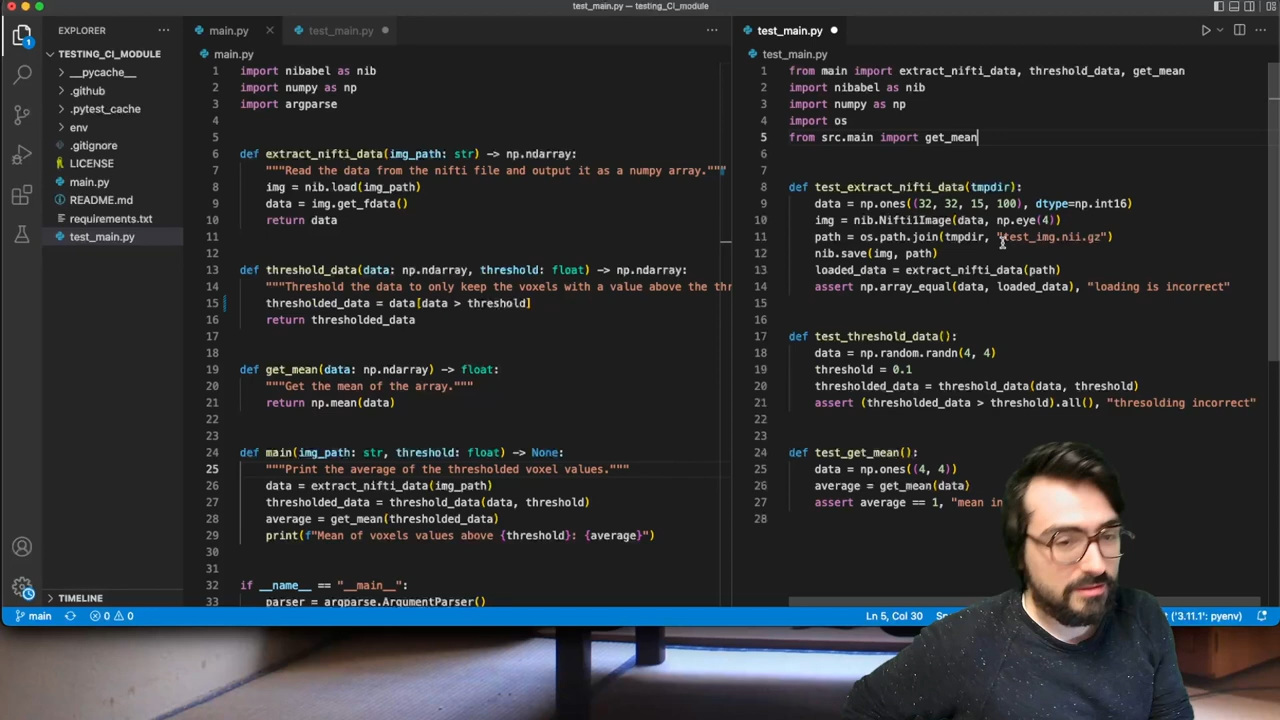 test_main.py — testing_CI_module
EXPLORER
TESTING_CI_MODULE
__pycache__
.github
.pytest_cache
env
.gitignore
LICENSE
main.py
README.md
requirements.txt
test_main.py
TIMELINE
main.py
test_main.py
main.py
1 import nibabel as nib
2 import numpy as np
3 import argparse
4
5
6 def extract_nifti_data(img_path: str) -> np.ndarray:
7 """Read the data from the nifti file and output it as a numpy array."""
8 img = nib.load(img_path)
9 data = img.get_fdata()
10 return data
11
12
13 def threshold_data(data: np.ndarray, threshold: float) -> np.ndarray:
14 """Threshold the data to only keep the voxels with a value above the thr
15 thresholded_data = data[data > threshold]
16 return thresholded_data
17
18
19 def get_mean(data: np.ndarray) -> float:
20 """Get the mean of the array."""
21 return np.mean(data)
22
23
24 def main(img_path: str, threshold: float) -> None:
25 """Print the average of the thresholded voxel values."""
26 data = extract_nifti_data(img_path)
27 thresholded_data = threshold_data(data, threshold)
28 average = get_mean(thresholded_data)
29 print(f"Mean of voxels values above {threshold}: {average}")
30
31
32 if __name__ == "__main__":
33 parser = argparse.ArgumentParser()
test_main.py
test_main.py
1 from main import extract_nifti_data, threshold_data, get_mean
2 import nibabel as nib
3 import numpy as np
4 import os
5 from src.main import get_mean
6
7
8 def test_extract_nifti_data(tmpdir):
9 data = np.ones((32, 32, 15, 100), dtype=np.int16)
10 img = nib.Nifti1Image(data, np.eye(4))
11 path = os.path.join(tmpdir, "test_img.nii.gz")
12 nib.save(img, path)
13 loaded_data = extract_nifti_data(path)
14 assert np.array_equal(data, loaded_data), "loading is incorrect"
15
16
17 def test_threshold_data():
18 data = np.random.randn(4, 4)
19 threshold = 0.1
20 thresholded_data = threshold_data(data, threshold)
21 assert (thresholded_data > threshold).all(), "thresolding incorrect"
22
23
24 def test_get_mean():
25 data = np.ones((4, 4))
26 average = get_mean(data)
27 assert average == 1, "mean in
28
main
0 0
Ln 5, Col 30
('3.11.1': pyenv)